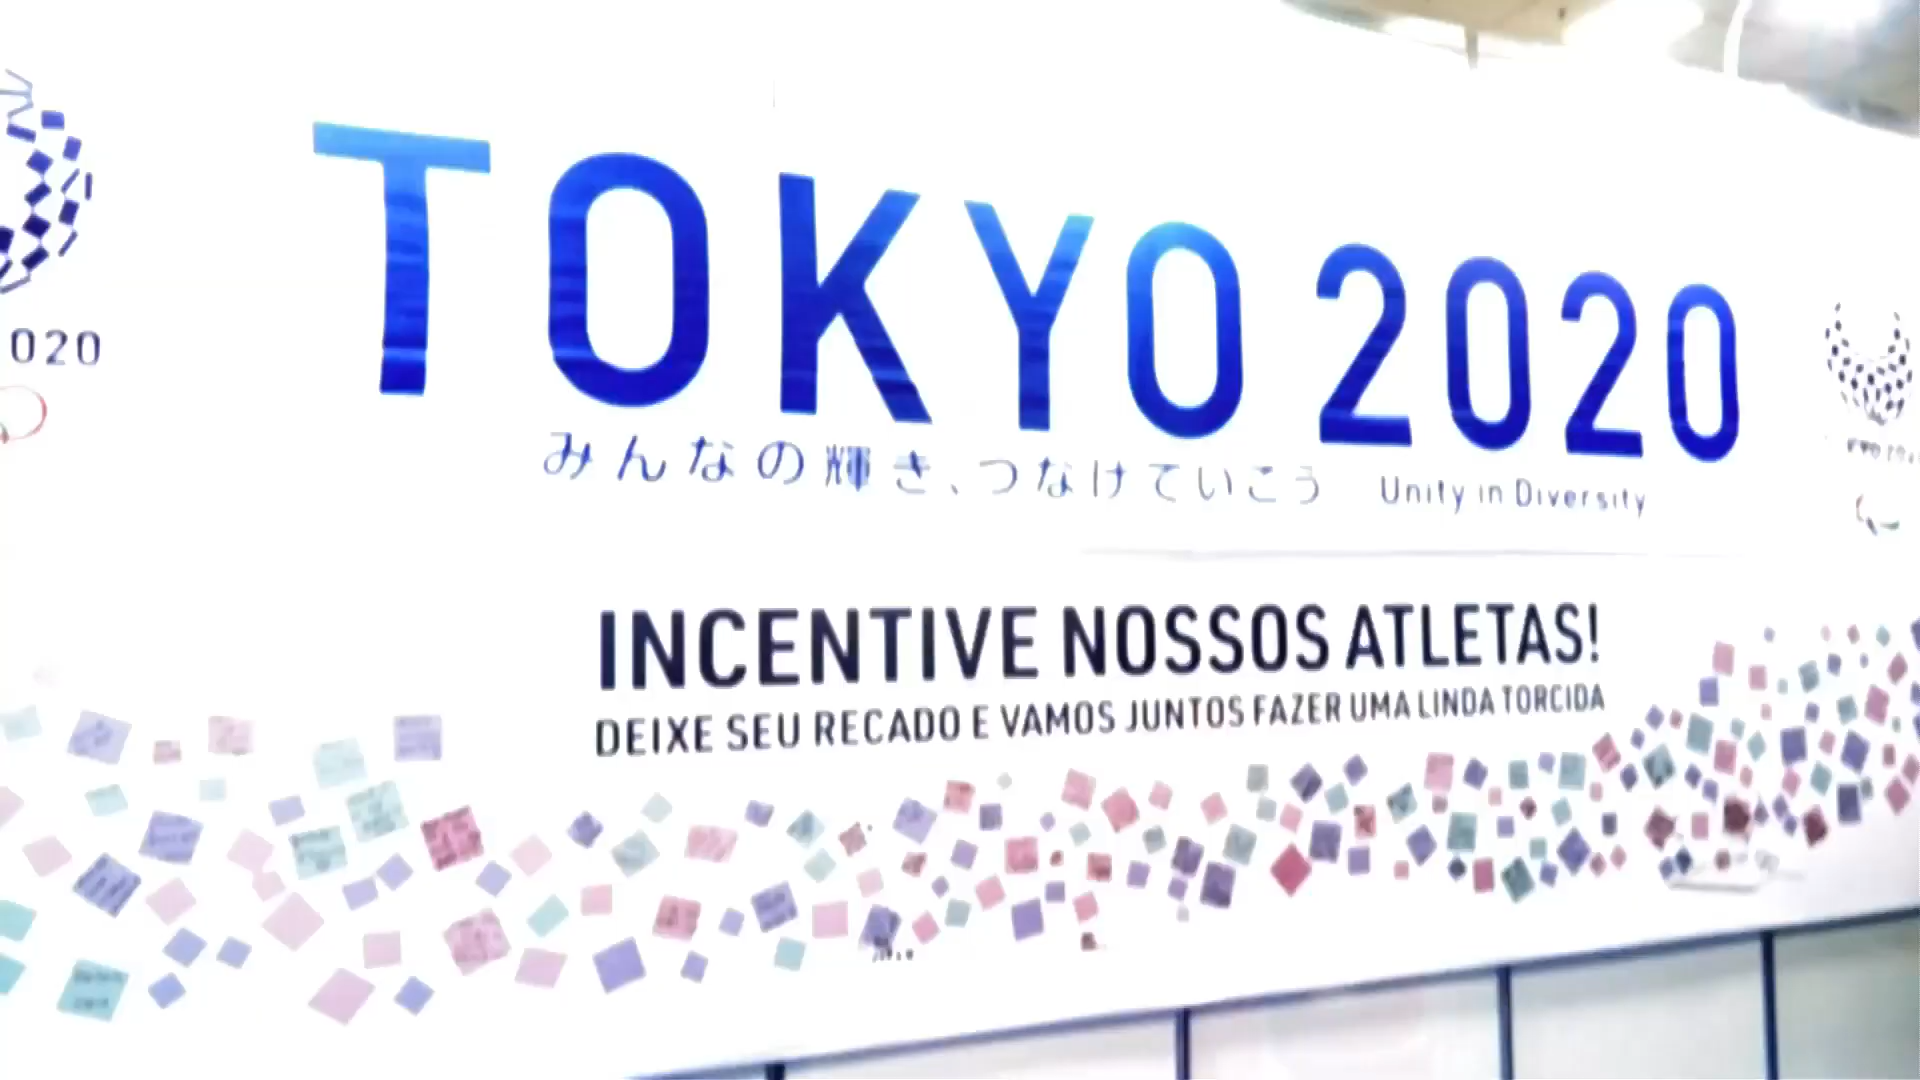 TOKYO 2020
みんなの輝き、つなげていこう Unity in Diversity
INCENTIVE NOSSOS ATLETAS!
DEIXE SEU RECADO E VAMOS JUNTOS FAZER UMA LINDA TORCIDA
020